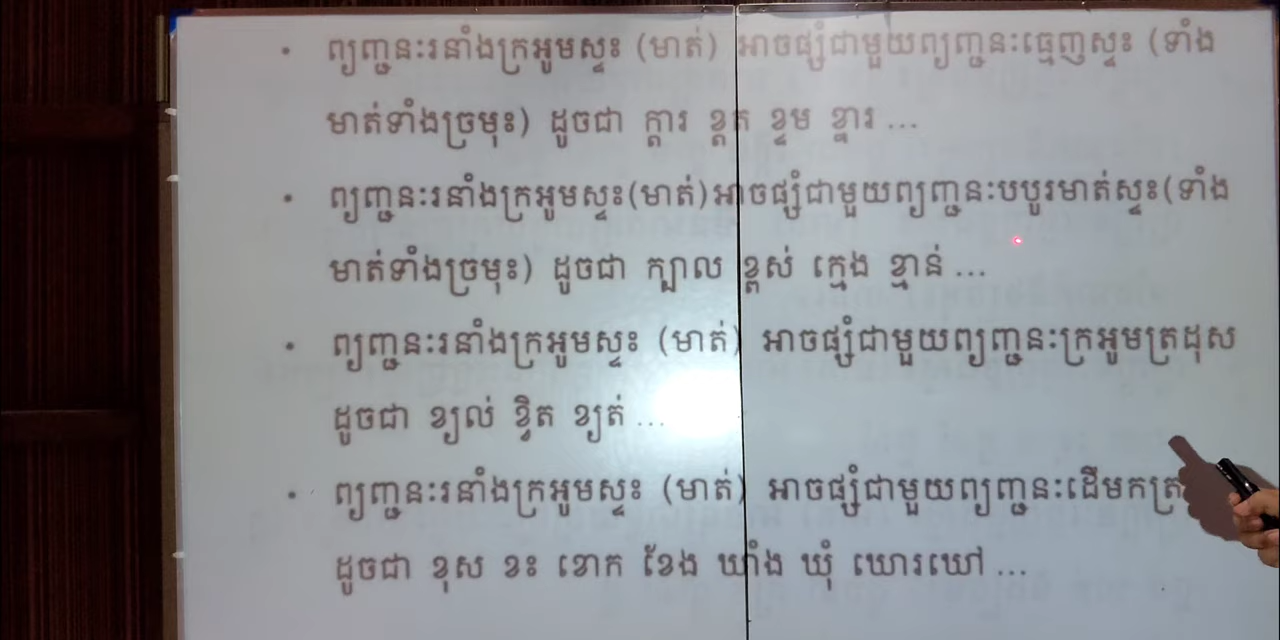 • ព្យញ្ជនៈរនាំងក្រអូមស្ទះ (មាត់) អាចផ្សំជាមួយព្យញ្ជនៈធ្មេញស្ទះ (ទាំង
មាត់ទាំងច្រមុះ) ដូចជា ក្តារ ខ្តត ខ្ទម ខ្នារ ...
• ព្យញ្ជនៈរនាំងក្រអូមស្ទះ(មាត់)អាចផ្សំជាមួយព្យញ្ជនៈបបូរមាត់ស្ទះ(ទាំង
មាត់ទាំងច្រមុះ) ដូចជា ក្បាល ខ្ពស់ ក្មេង ខ្មាន់ ...
• ព្យញ្ជនៈរនាំងក្រអូមស្ទះ (មាត់) អាចផ្សំជាមួយព្យញ្ជនៈក្រអូមត្រដុស
ដូចជា ខ្យល់ ខ្វិត ខ្យត់ ...
• ព្យញ្ជនៈរនាំងក្រអូមស្ទះ (មាត់) អាចផ្សំជាមួយព្យញ្ជនៈដើមកត្រ
ដូចជា ខុស ខះ ខោក ខែង ឃាំង ឃុំ ឃោរឃៅ ...